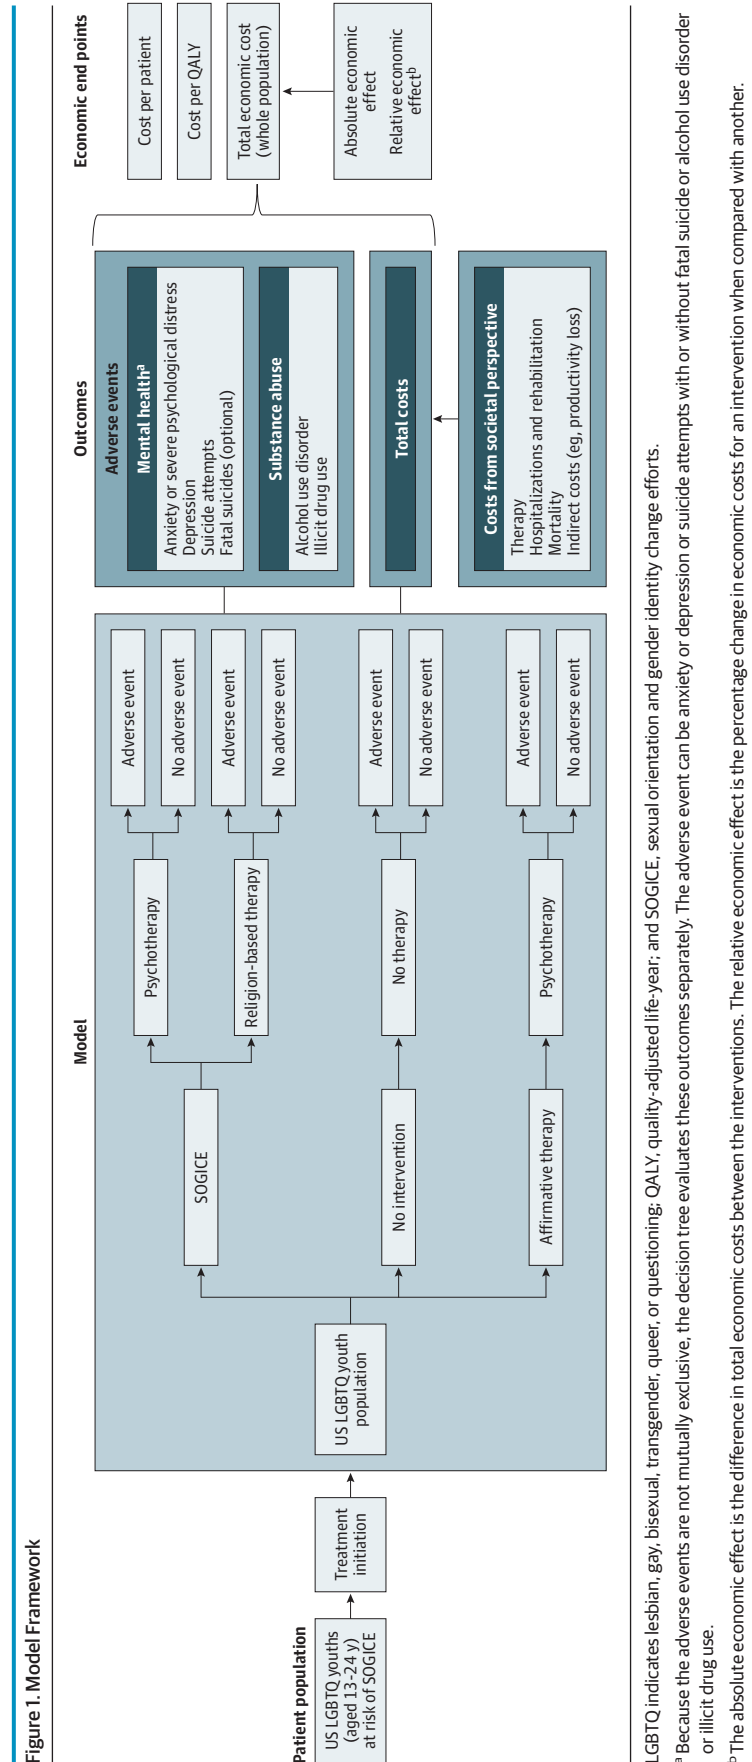 Figure 1. Model Framework
Patient population
US LGBTQ youths
(aged 13-24 y)
at risk of SOGICE
Treatment
initiation
Model
US LGBTQ youth
population
SOGICE
Psychotherapy
Adverse event
No adverse event
Religion-based therapy
Adverse event
No adverse event
No intervention
No therapy
Adverse event
No adverse event
Affirmative therapy
Psychotherapy
Adverse event
No adverse event
Outcomes
Adverse events
Mental healthᵃ
Anxiety or severe psychological distress
Depression
Suicide attempts
Fatal suicides (optional)
Substance abuse
Alcohol use disorder
Illicit drug use
Total costs
Costs from societal perspective
Therapy
Hospitalizations and rehabilitation
Mortality
Indirect costs (eg, productivity loss)
Economic end points
Cost per patient
Cost per QALY
Total economic cost
(whole population)
Absolute economic
effect
Relative economic
effectᵇ
LGBTQ indicates lesbian, gay, bisexual, transgender, queer, or questioning; QALY, quality-adjusted life-year; and SOGICE, sexual orientation and gender identity change efforts.
ᵃ Because the adverse events are not mutually exclusive, the decision tree evaluates these outcomes separately. The adverse event can be anxiety or depression or suicide attempts with or without fatal suicide or alcohol use disorder
or illicit drug use.
ᵇ The absolute economic effect is the difference in total economic costs between the interventions. The relative economic effect is the percentage change in economic costs for an intervention when compared with another.